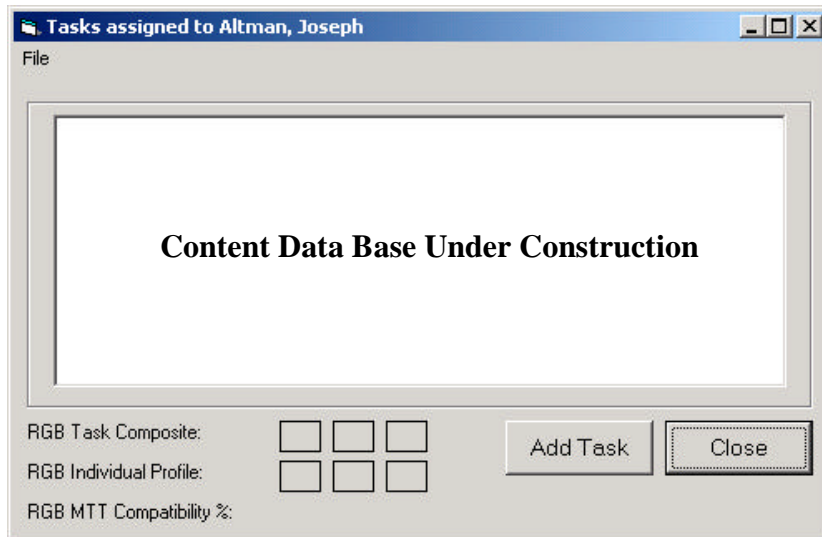 Tasks assigned to Altman, Joseph
File
Content Data Base Under Construction
RGB Task Composite:
RGB Individual Profile:
RGB MTT Compatibility %:
Add Task
Close